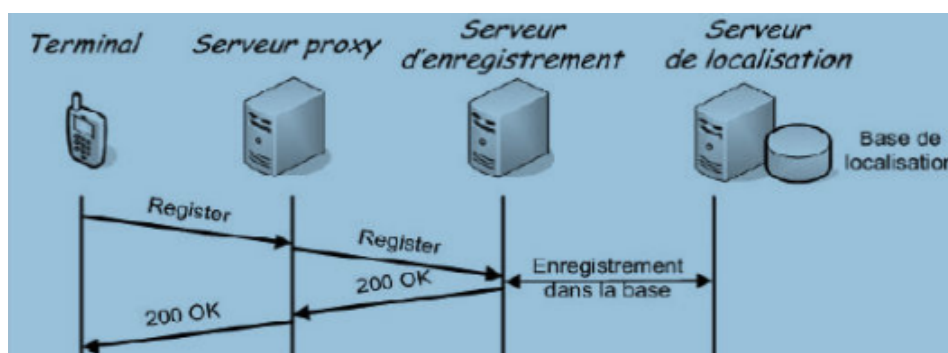 Terminal
Serveur proxy
Serveur
d'enregistrement
Serveur
de localisation
Base de
localisation
Register
Register
Enregistrement
dans la base
200 OK
200 OK